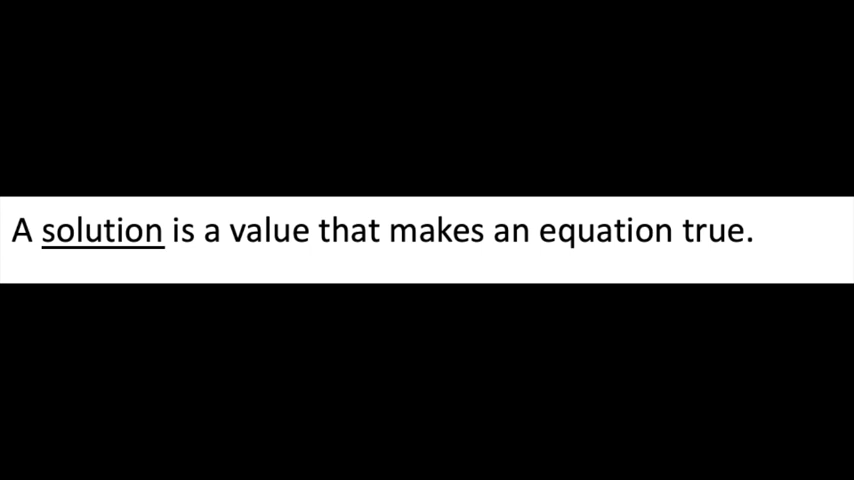 A solution is a value that makes an equation true.